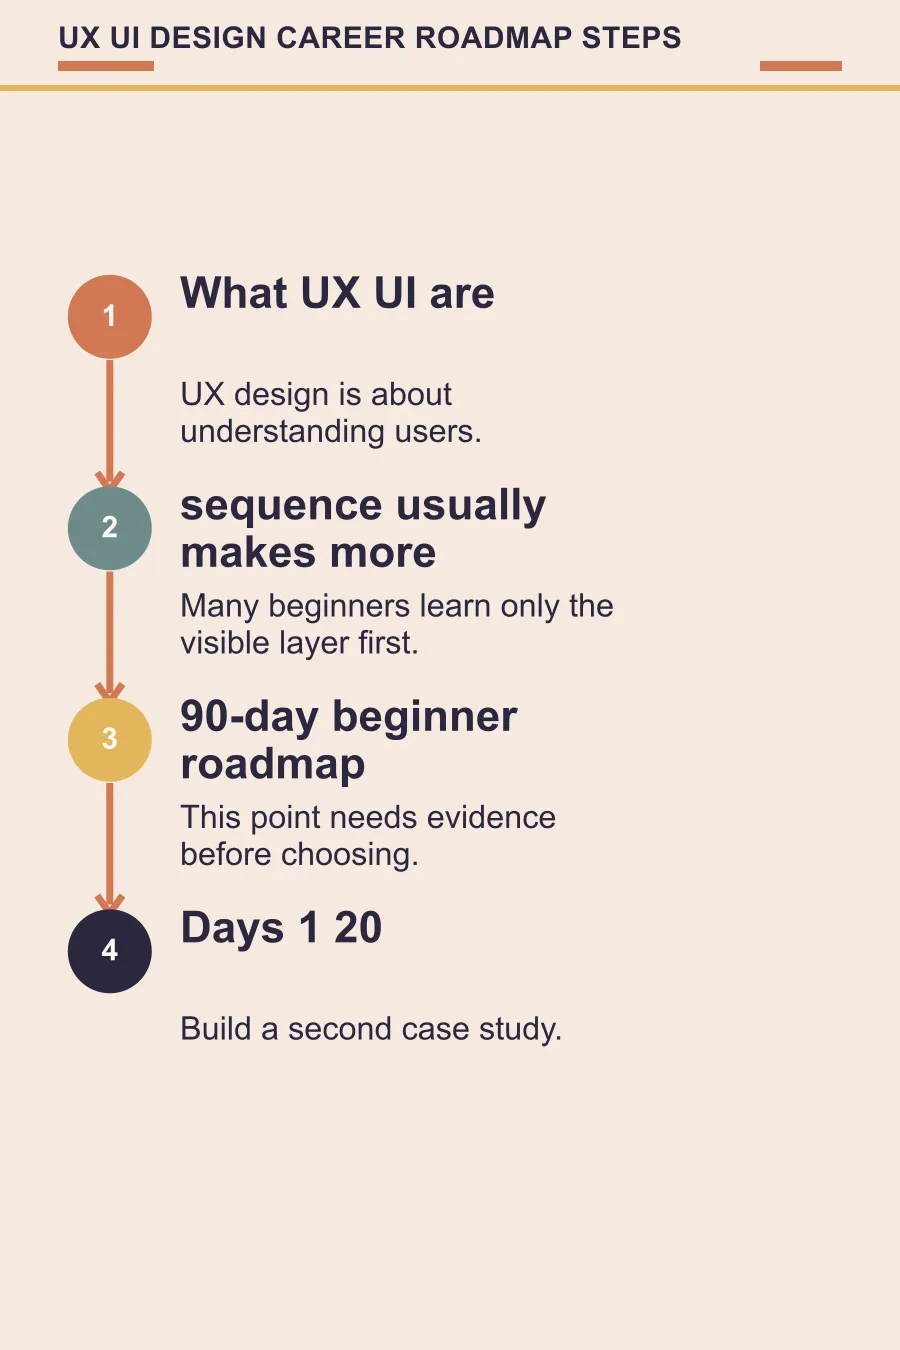 UX UI DESIGN CAREER ROADMAP STEPS
1
What UX UI are
UX design is about
understanding users.
2
sequence usually
makes more
Many beginners learn only the
visible layer first.
3
90-day beginner
roadmap
This point needs evidence
before choosing.
4
Days 1 20
Build a second case study.